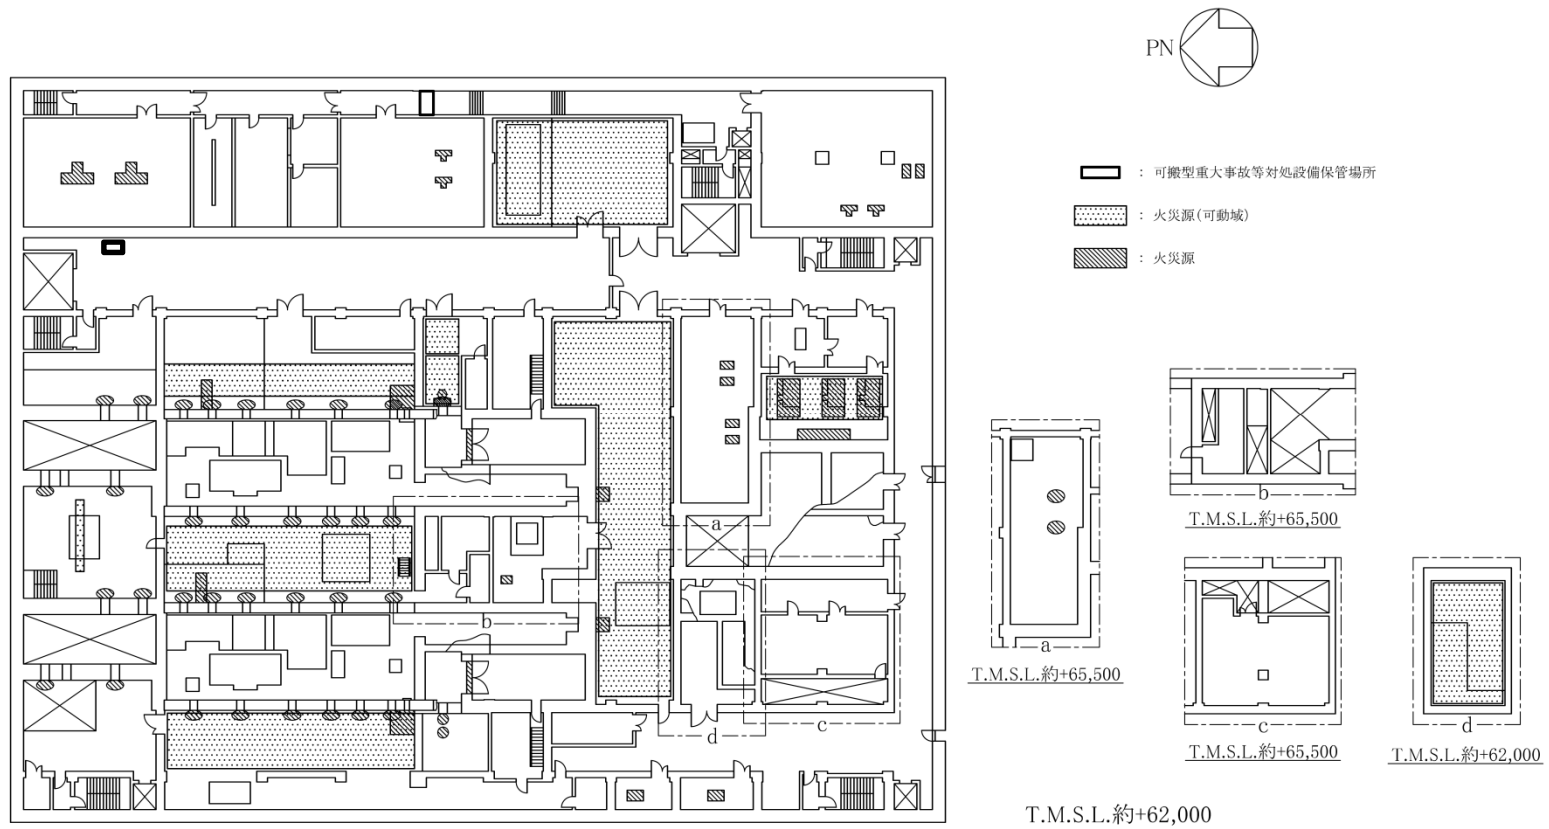 PN
： 可搬型重大事故等対処設備保管場所
： 火災源(可動域)
： 火災源
a
b
c
d
a
T.M.S.L.約+65,500
b
T.M.S.L.約+65,500
c
T.M.S.L.約+65,500
d
T.M.S.L.約+62,000
T.M.S.L.約+62,000